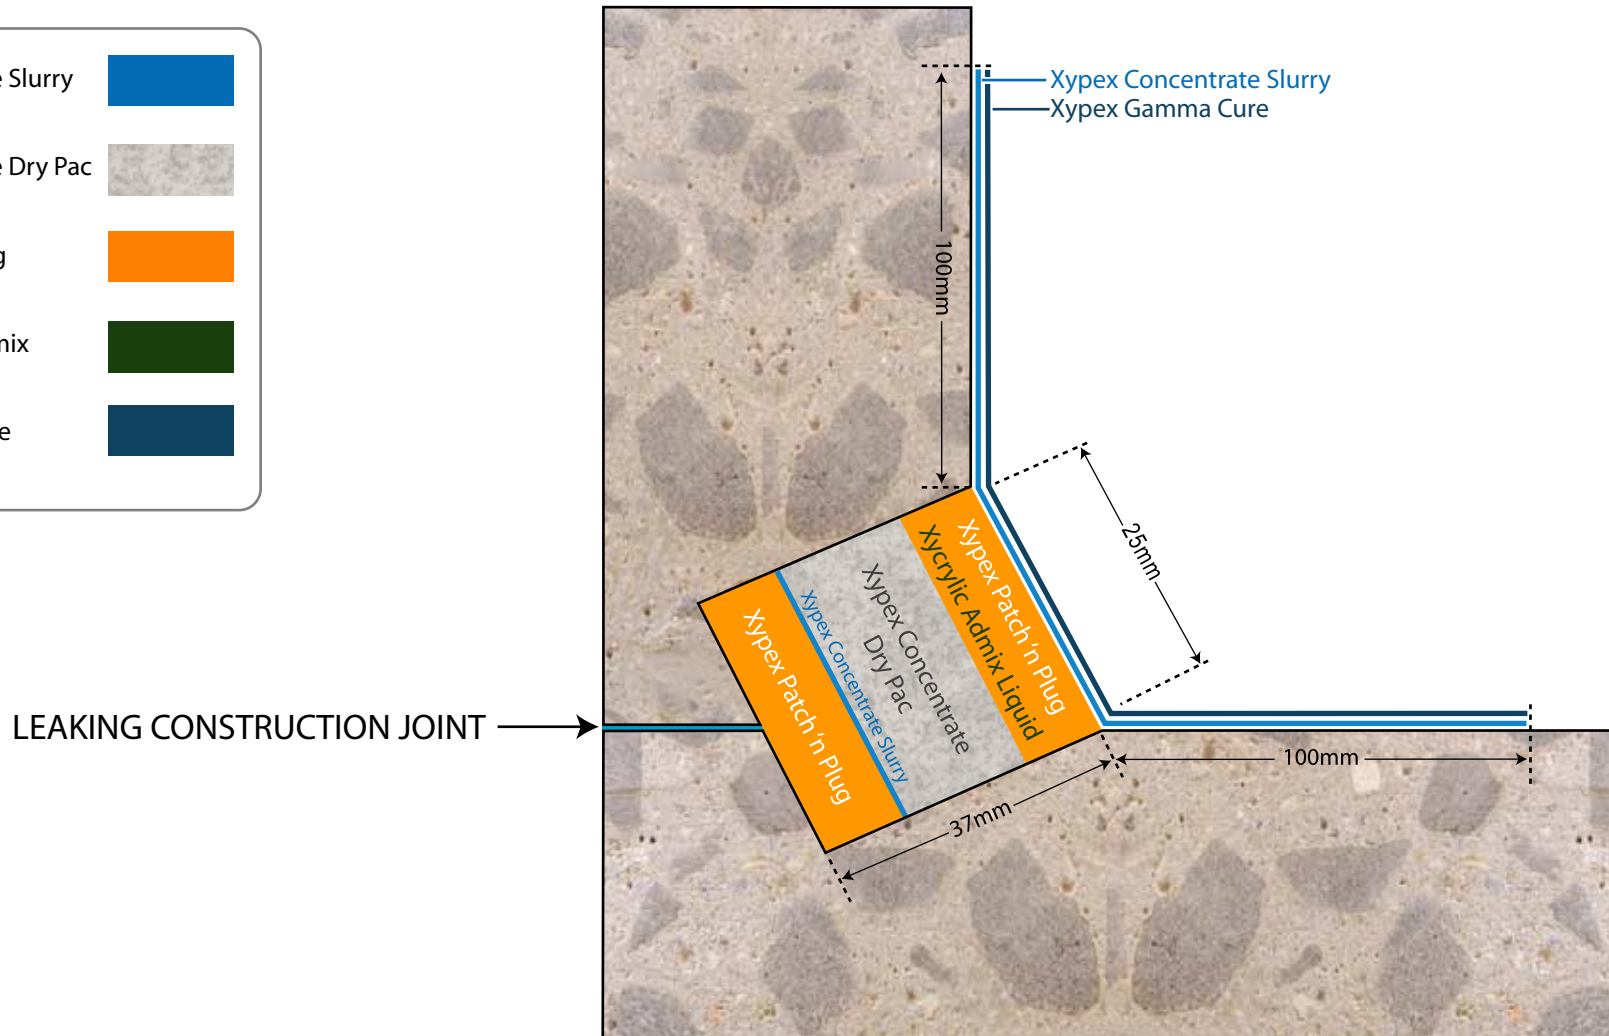 e Slurry
e Dry Pac
g
nix
e
Xypex Concentrate Slurry
Xypex Gamma Cure
100mm
25mm
Xypex Patch'n Plug
Xycrylic Admix Liquid
Xypex Concentrate
Dry Pac
Xypex Concentrate Slurry
Xypex Patch'n Plug
LEAKING CONSTRUCTION JOINT
100mm
37mm